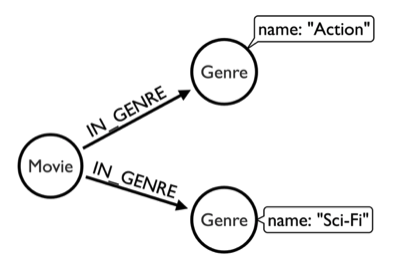 name: "Action"
Genre
IN_GENRE
Movie
IN_GENRE
Genre
name: "Sci-Fi"